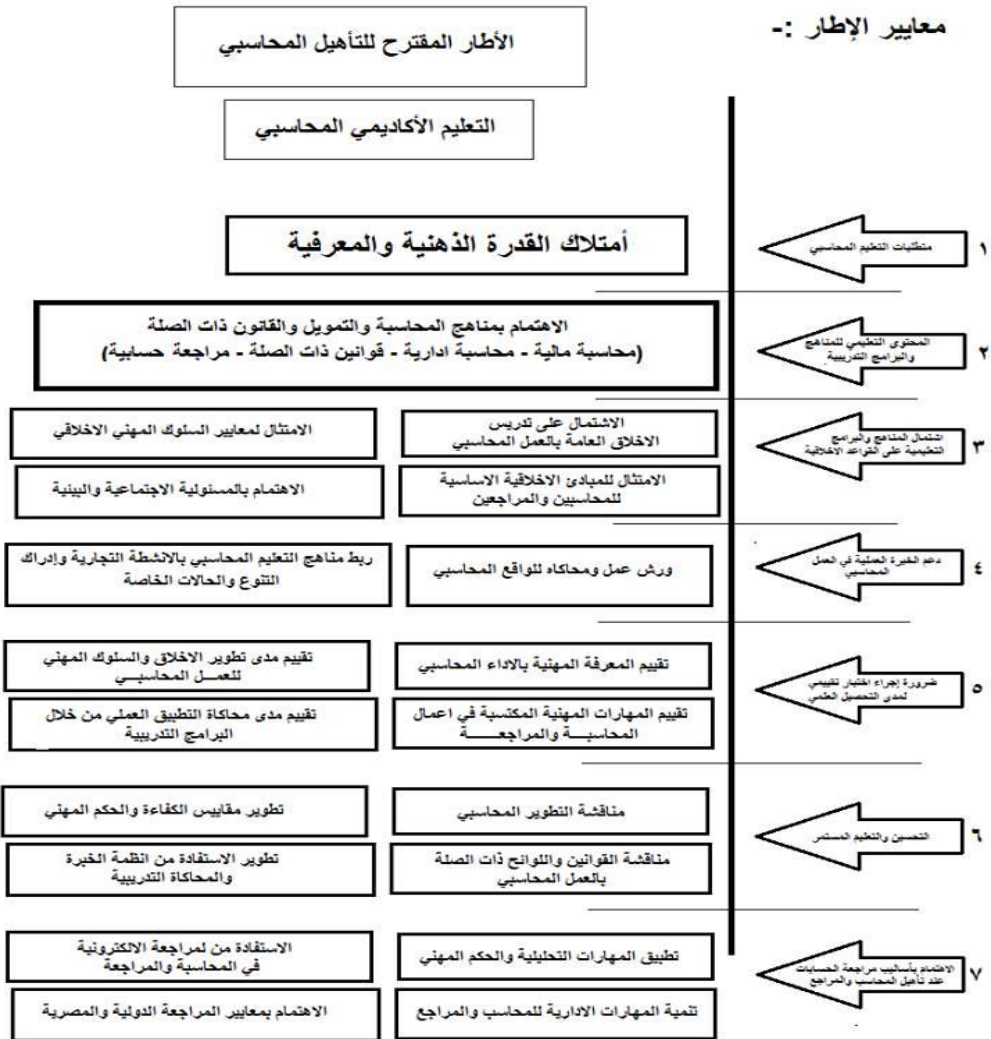 معايير الإطار :-
الأطار المقترح للتأهيل المحاسبي
التعليم الأكاديمي المحاسبي
١
متطلبات التعليم المحاسبي
أمتلاك القدرة الذهنية والمعرفية
٢
المحتوى التعليمي للمناهج
والبرامج التدريبية
الاهتمام بمناهج المحاسبة والتمويل والقانون ذات الصلة
(محاسبة مالية - محاسبة ادارية - قوانين ذات الصلة - مراجعة حسابية)
٣
اشتمال المناهج والبرامج
التعليمية على القواعد الاخلاقية
الاشتمال على تدريس
الاخلاق العامة بالعمل المحاسبي
الامتثال لمعايير السلوك المهني الاخلاقي
الامتثال للمبادئ الاخلاقية الاساسية
للمحاسبين والمراجعين
الاهتمام بالمسئولية الاجتماعية والبيئية
٤
دعم الخبرة العملية في العمل
المحاسبي
ورش عمل ومحاكاه للواقع المحاسبي
ربط مناهج التعليم المحاسبي بالانشطة التجارية وإدراك
التنوع والحالات الخاصة
٥
ضرورة إجراء اختبار تقييمي
لمدى التحصيل العلمي
تقييم المعرفة المهنية بالاداء المحاسبي
تقييم مدى تطوير الاخلاق والسلوك المهني
للعمـــل المحاسبـــي
تقييم المهارات المهنية المكتسبة في اعمال
المحاسبـــة والمراجعـــــة
تقييم مدى محاكاة التطبيق العملي من خلال
البرامج التدريبية
٦
التحسين والتعليم المستمر
مناقشة التطوير المحاسبي
تطوير مقاييس الكفاءة والحكم المهني
مناقشة القوانين واللوائح ذات الصلة
بالعمل المحاسبي
تطوير الاستفادة من انظمة الخبرة
والمحاكاة التدريبية
٧
الاهتمام بأساليب مراجعة الحسابات
عند تأهيل المحاسب والمراجع
تطبيق المهارات التحليلية والحكم المهني
الاستفادة من لمراجعة الالكترونية
في المحاسبة والمراجعة
تنمية المهارات الادارية للمحاسب والمراجع
الاهتمام بمعايير المراجعة الدولية والمصرية